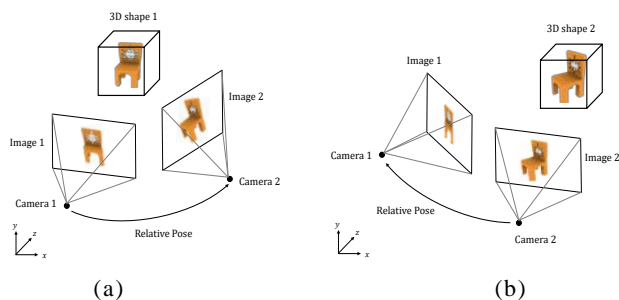 3D shape 1
Image 2
Image 1
Camera 1
Camera 2
Relative Pose
y
z
x
(a)
3D shape 2
Image 1
Image 2
Camera 1
Relative Pose
Camera 2
y
z
x
(b)